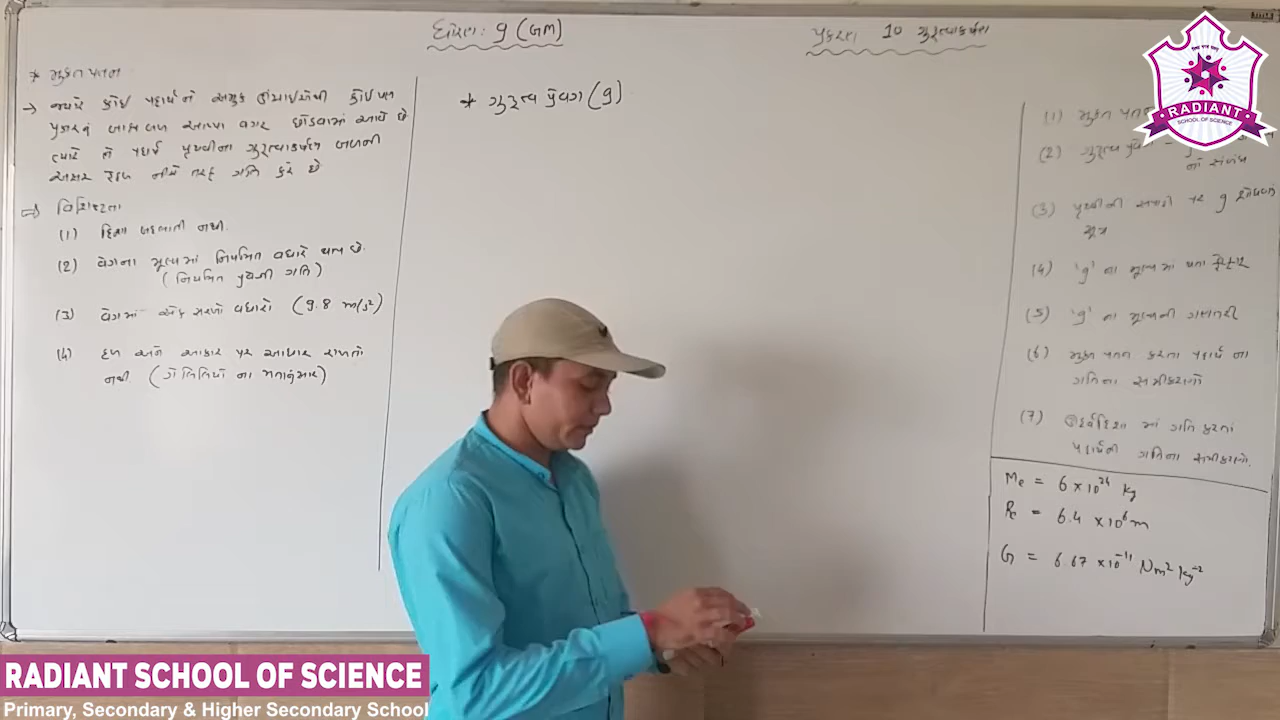 ધોરણ : 9 (GM)
પ્રકરણ 10 ગુરુત્વાકર્ષણ
* મુક્ત પતન
→ જ્યારે કોઈ પદાર્થને અમુક ઊંચાઈએથી કોઈ પણ
પ્રકારનું બાહ્ય બળ આપ્યા વગર છોડવામાં આવે છે
ત્યારે તે પદાર્થ પૃથ્વીના ગુરુત્વાકર્ષણ બળની
અસર હેઠળ નીચે તરફ ગતિ કરે છે
⇒ વિશિષ્ટતા
(1) દિશા બદલાતી નથી.
(2) વેગના મૂલ્યમાં નિયમિત વધારો થાય છે.
(નિયમિત પ્રવેગી ગતિ)
(3) વેગમાં એક સરખો વધારો (9.8 m/s²)
(4) દળ અને આકાર પર આધાર રાખતો
નથી (ગેલિલિયો ના મતાનુસાર)
* ગુરુત્વ પ્રવેગ (g)
(1) મુક્ત પતન
(2) ગુરુત્વ પ્રવેગ -
નો સંબંધ
(3) પૃથ્વીની સપાટી પર g શોધવાનું
સૂત્ર
(4) 'g' ના મૂલ્યમાં થતા ફેરફાર
(5) 'g' ના મૂલ્યની ગણતરી
(6) મુક્ત પતન કરતા પદાર્થ ના
ગતિના સમીકરણો
(7) ઊર્ધ્વદિશા માં ગતિ કરતાં
પદાર્થની ગતિના સમીકરણો.
Me = 6 × 10²⁴ kg
Re = 6.4 × 10⁶ m
G = 6.67 × 10⁻¹¹ Nm² kg⁻²
RADIANT
SCHOOL OF SCIENCE
RADIANT SCHOOL OF SCIENCE
Primary, Secondary & Higher Secondary School